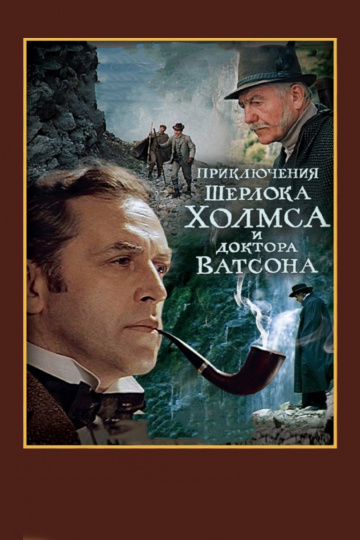 ПРИКЛЮЧЕНИЯ
ШЕРЛОКА
ХОЛМСА
И
ДОКТОРА
ВАТСОНА